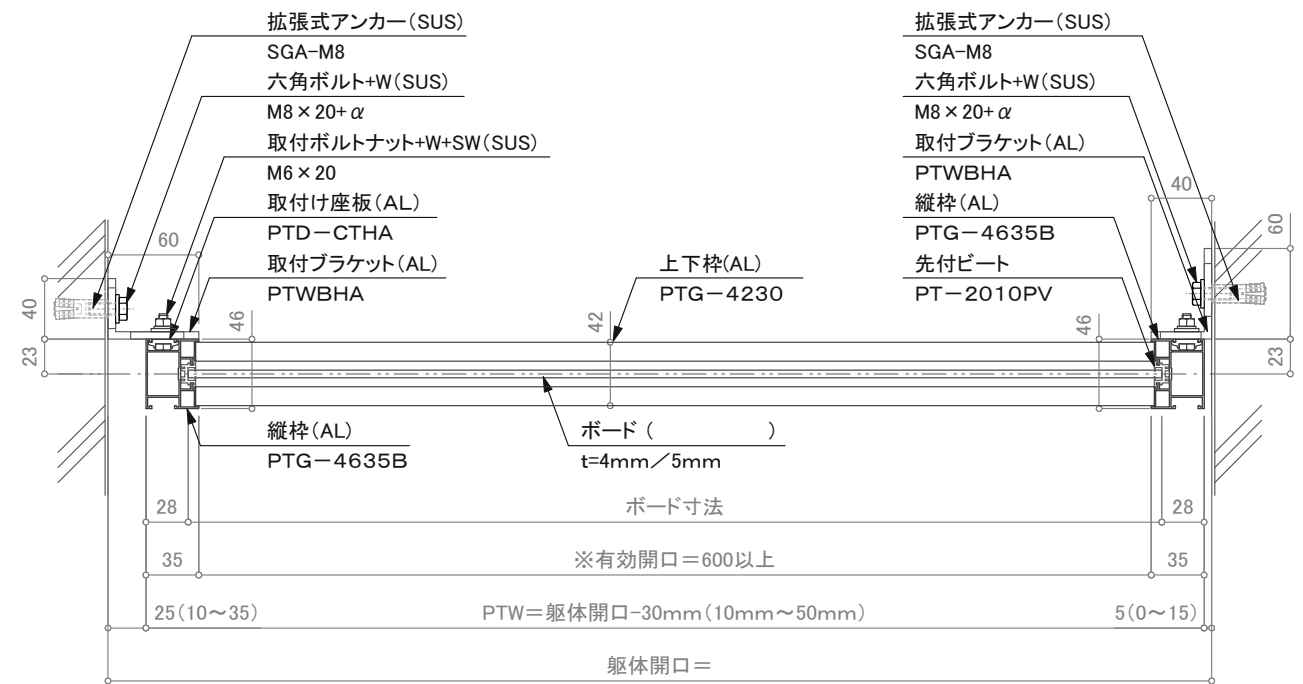 拡張式アンカー(SUS)
SGA-M8
六角ボルト+W(SUS)
M8×20+α
取付ボルトナット+W+SW(SUS)
M6×20
取付け座板(AL)
PTD-CTHA
取付ブラケット(AL)
PTWBHA
上下枠(AL)
PTG-4230
拡張式アンカー(SUS)
SGA-M8
六角ボルト+W(SUS)
M8×20+α
取付ブラケット(AL)
PTWBHA
縦枠(AL)
PTG-4635B
先付ビート
PT-2010PV
40
60
60
40
23
46
42
46
23
縦枠(AL)
PTG-4635B
ボード ( )
t=4mm/5mm
28
ボード寸法
28
35
※有効開口=600以上
35
25(10~35)
PTW=躯体開口-30mm(10mm~50mm)
5(0~15)
躯体開口=